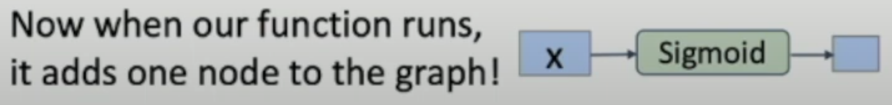 Now when our function runs,
it adds one node to the graph!
x
Sigmoid